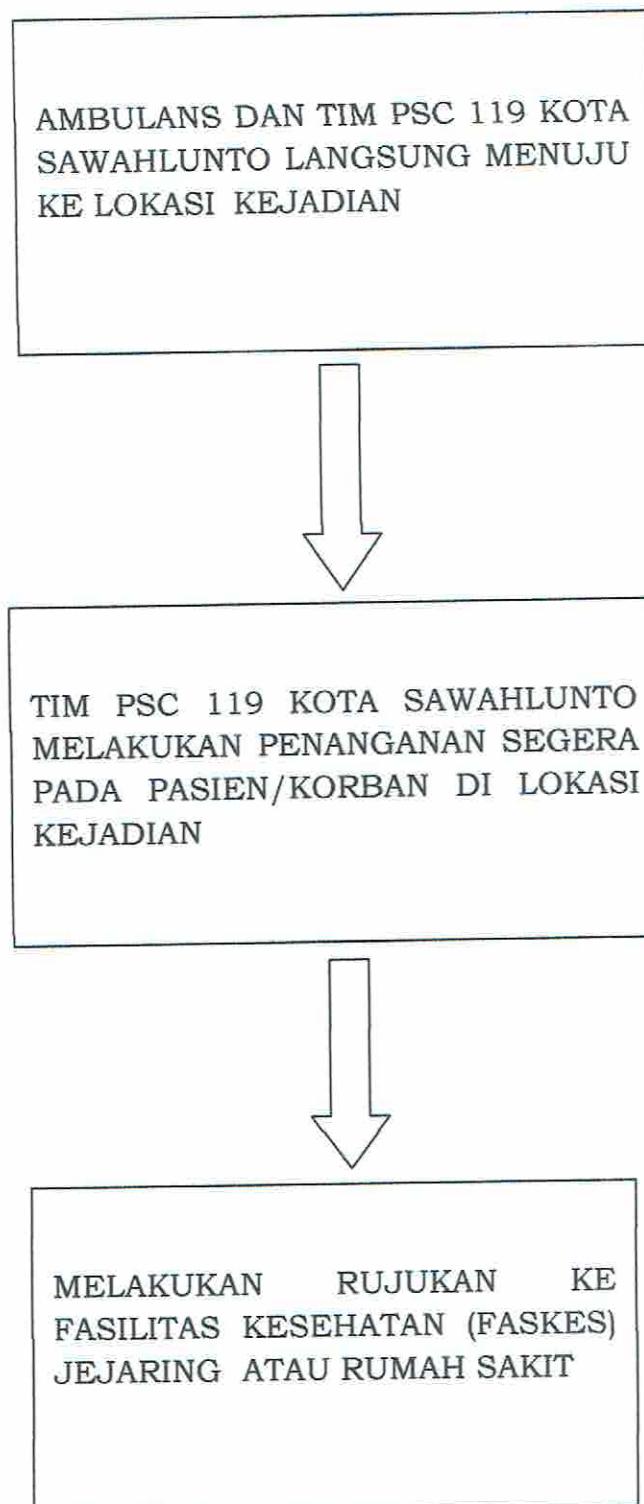 AMBULANS DAN TIM PSC 119 KOTA
SAWAHLUNTO LANGSUNG MENUJU
KE LOKASI KEJADIAN
TIM PSC 119 KOTA SAWAHLUNTO
MELAKUKAN PENANGANAN SEGERA
PADA PASIEN/KORBAN DI LOKASI
KEJADIAN
MELAKUKAN RUJUKAN KE
FASILITAS KESEHATAN (FASKES)
JEJARING ATAU RUMAH SAKIT